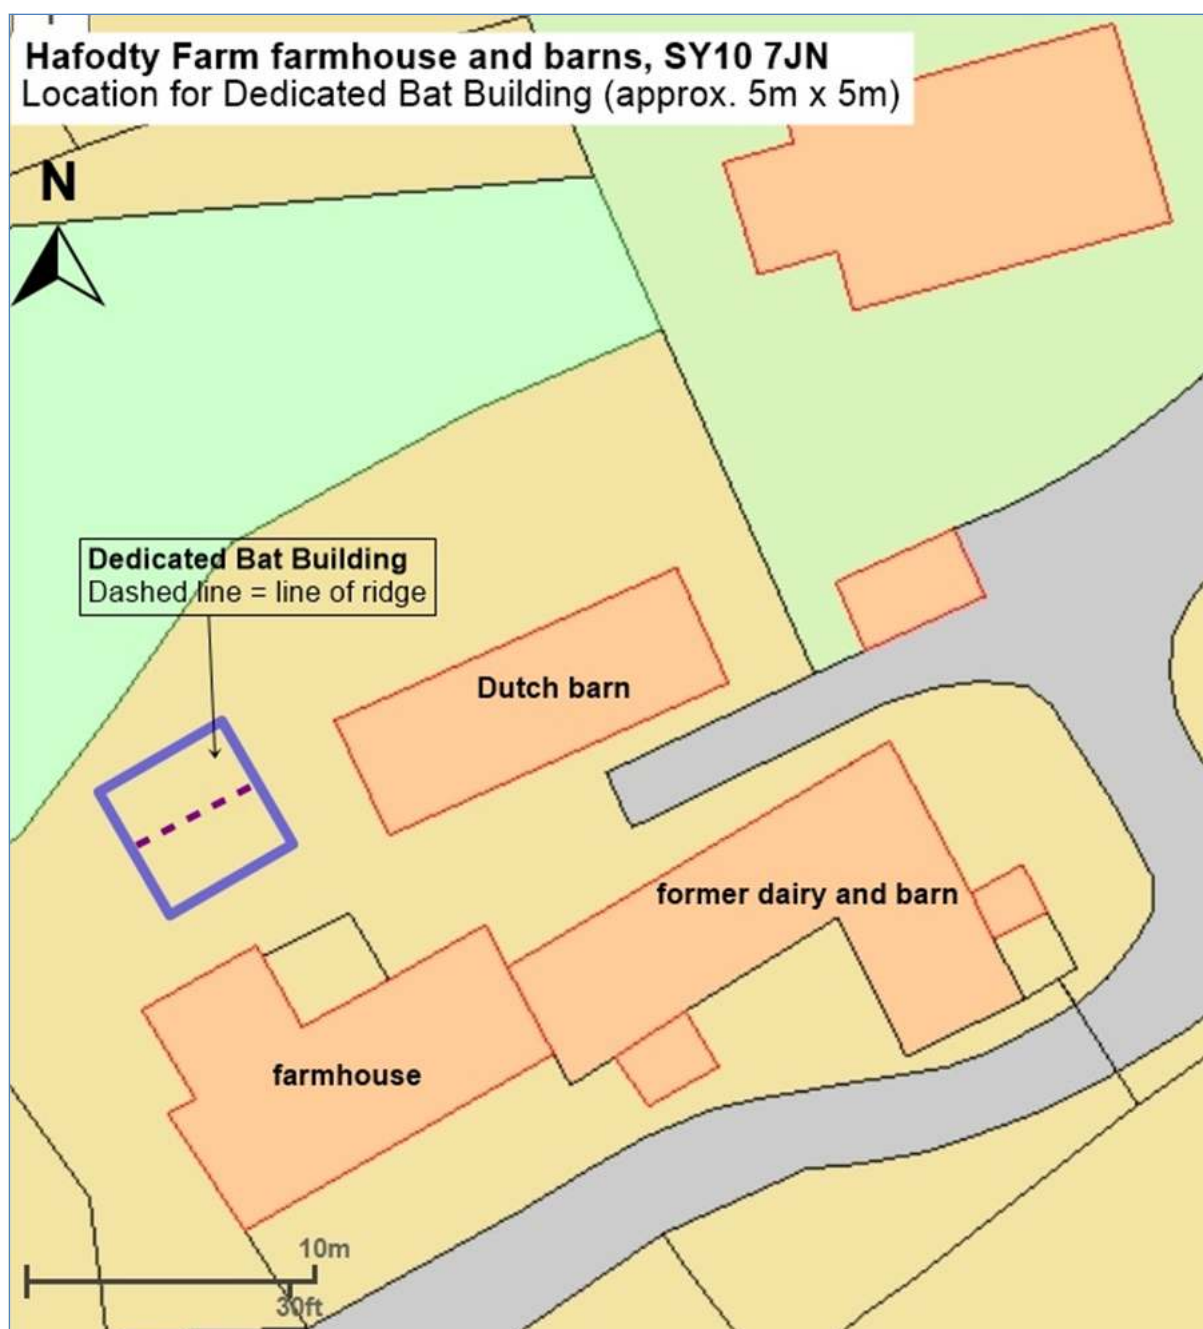 Hafodty Farm farmhouse and barns, SY10 7JN
Location for Dedicated Bat Building (approx. 5m x 5m)
N
Dedicated Bat Building
Dashed line = line of ridge
Dutch barn
former dairy and barn
farmhouse
10m
30ft